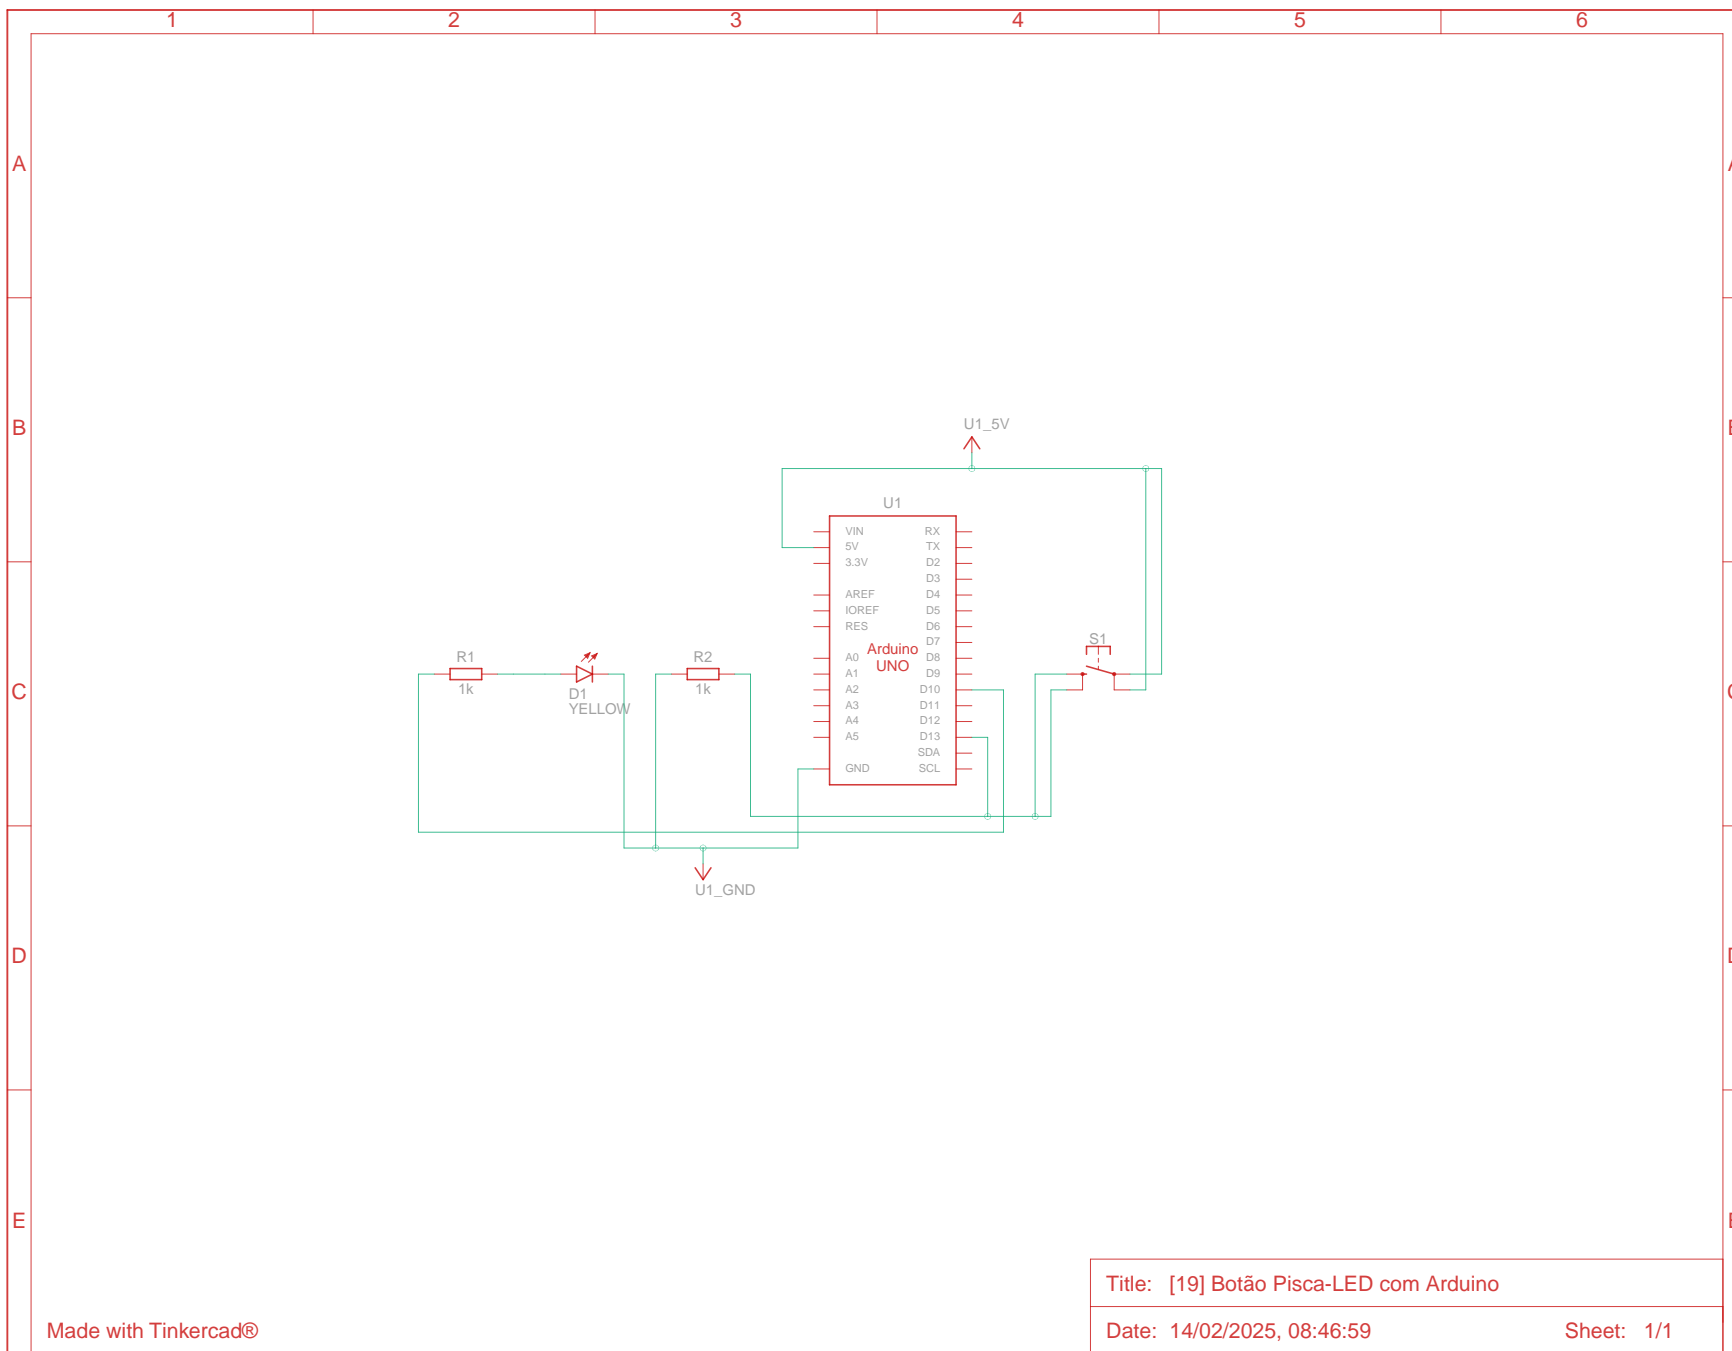 1 2 3 4 5 6
A
B
C
D
E
U1_5V
U1
VIN RX
5V TX
3.3V D2
D3
AREF D4
IOREF D5
RES D6
D7
A0 D8
A1 D9
A2 D10
A3 D11
A4 D12
A5 D13
SDA
GND SCL
Arduino
UNO
R1
1k
D1
YELLOW
R2
1k
S1
U1_GND
Title: [19] Botão Pisca-LED com Arduino
Date: 14/02/2025, 08:46:59 Sheet: 1/1
Made with Tinkercad®